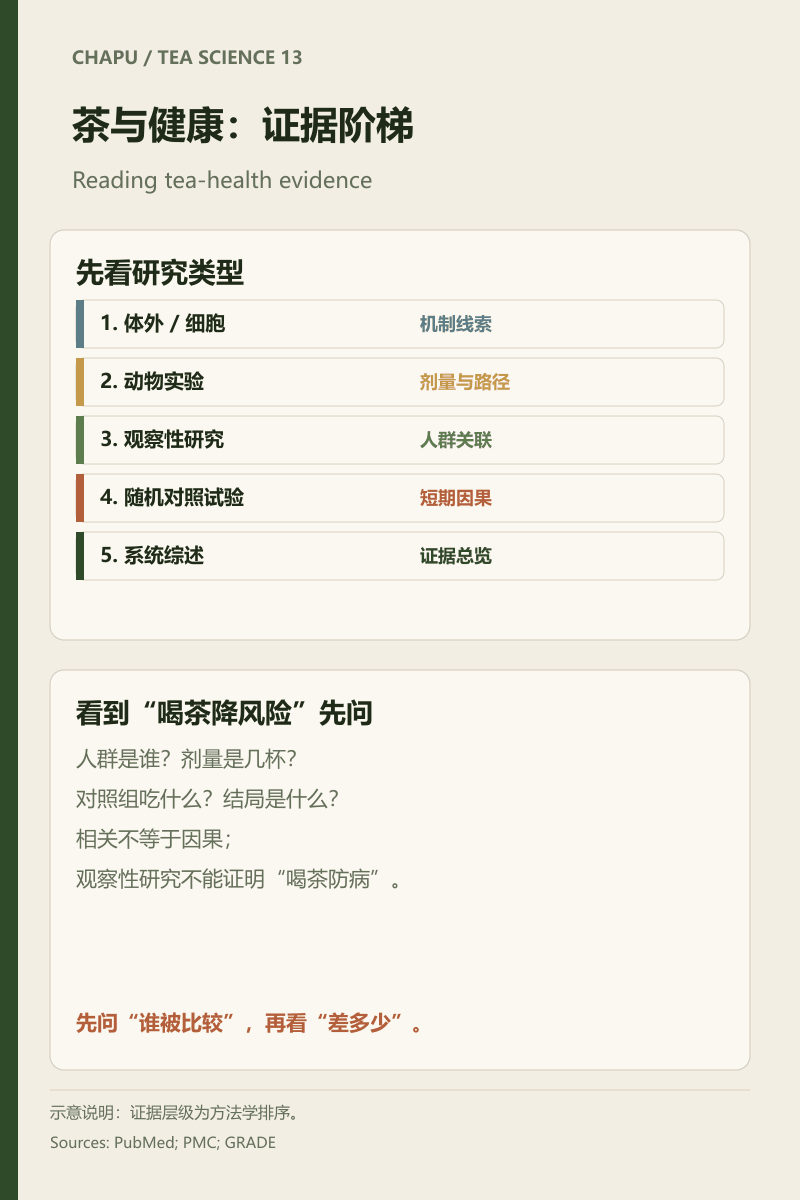 CHAPU / TEA SCIENCE 13
茶与健康：证据阶梯
Reading tea-health evidence
先看研究类型
1. 体外 / 细胞 机制线索
2. 动物实验 剂量与路径
3. 观察性研究 人群关联
4. 随机对照试验 短期因果
5. 系统综述 证据总览
看到“喝茶降风险”先问
人群是谁？剂量是几杯？
对照组吃什么？结局是什么？
相关不等于因果；
观察性研究不能证明“喝茶防病”。
先问“谁被比较”，再看“差多少”。
示意说明：证据层级为方法学排序。
Sources: PubMed; PMC; GRADE